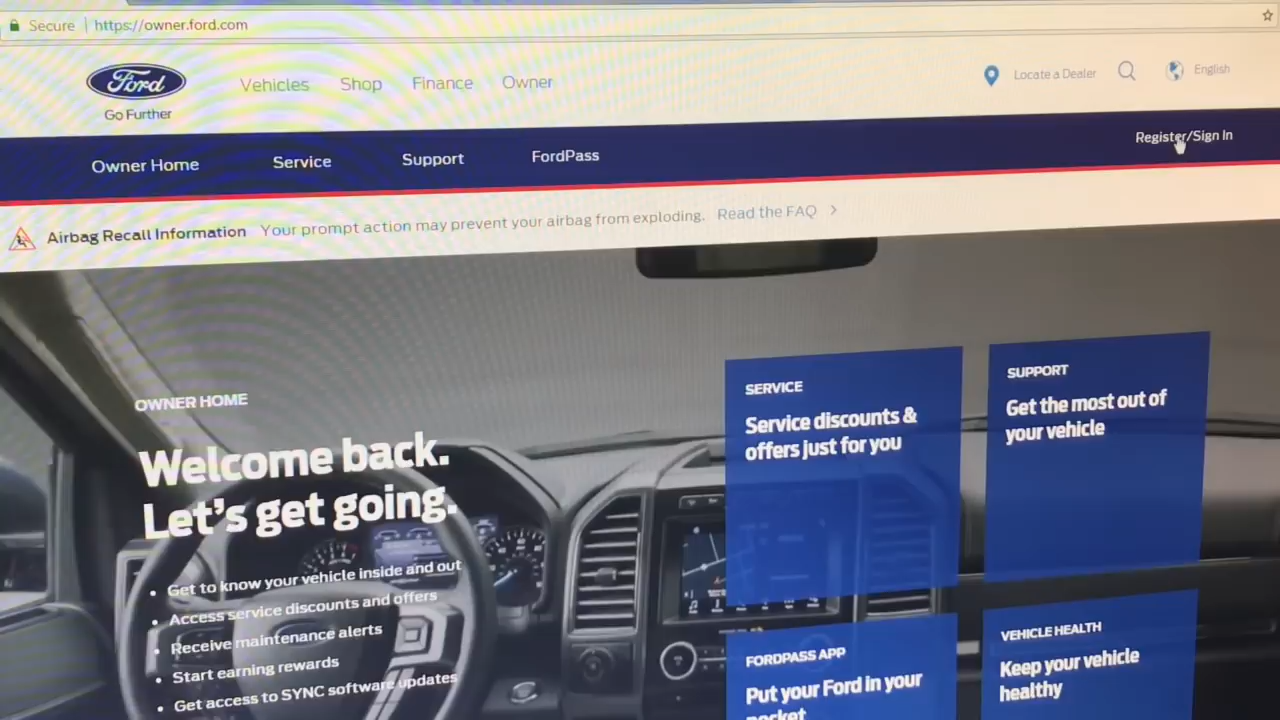 Secure | https://owner.ford.com
Ford
Go Further
Vehicles Shop Finance Owner
Locate a Dealer
English
Owner Home Service Support FordPass
Register/Sign In
Airbag Recall Information Your prompt action may prevent your airbag from exploding. Read the FAQ >
OWNER HOME
Welcome back.
Let's get going.
• Get to know your vehicle inside and out
• Access service discounts and offers
• Receive maintenance alerts
• Start earning rewards
• Get access to SYNC software updates
SERVICE
Service discounts &
offers just for you
SUPPORT
Get the most out of
your vehicle
FORDPASS APP
Put your Ford in your
pocket
VEHICLE HEALTH
Keep your vehicle
healthy